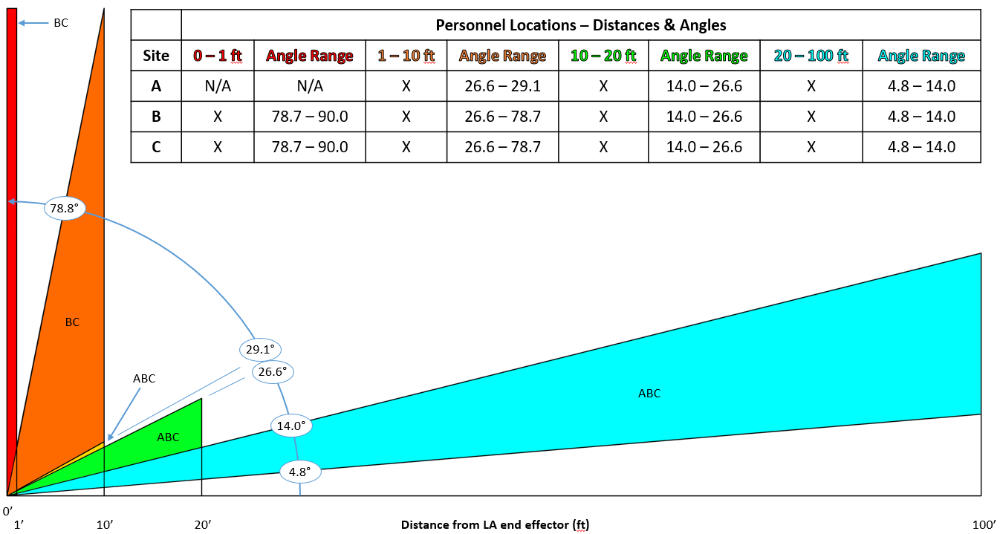 BC
Personnel Locations – Distances & Angles
Site 0 – 1 ft Angle Range 1 – 10 ft Angle Range 10 – 20 ft Angle Range 20 – 100 ft Angle Range
A N/A N/A X 26.6 – 29.1 X 14.0 – 26.6 X 4.8 – 14.0
B X 78.7 – 90.0 X 26.6 – 78.7 X 14.0 – 26.6 X 4.8 – 14.0
C X 78.7 – 90.0 X 26.6 – 78.7 X 14.0 – 26.6 X 4.8 – 14.0
78.8°
BC
29.1°
26.6°
ABC
ABC
14.0°
ABC
4.8°
0’
1’ 10’ 20’ Distance from LA end effector (ft) 100’